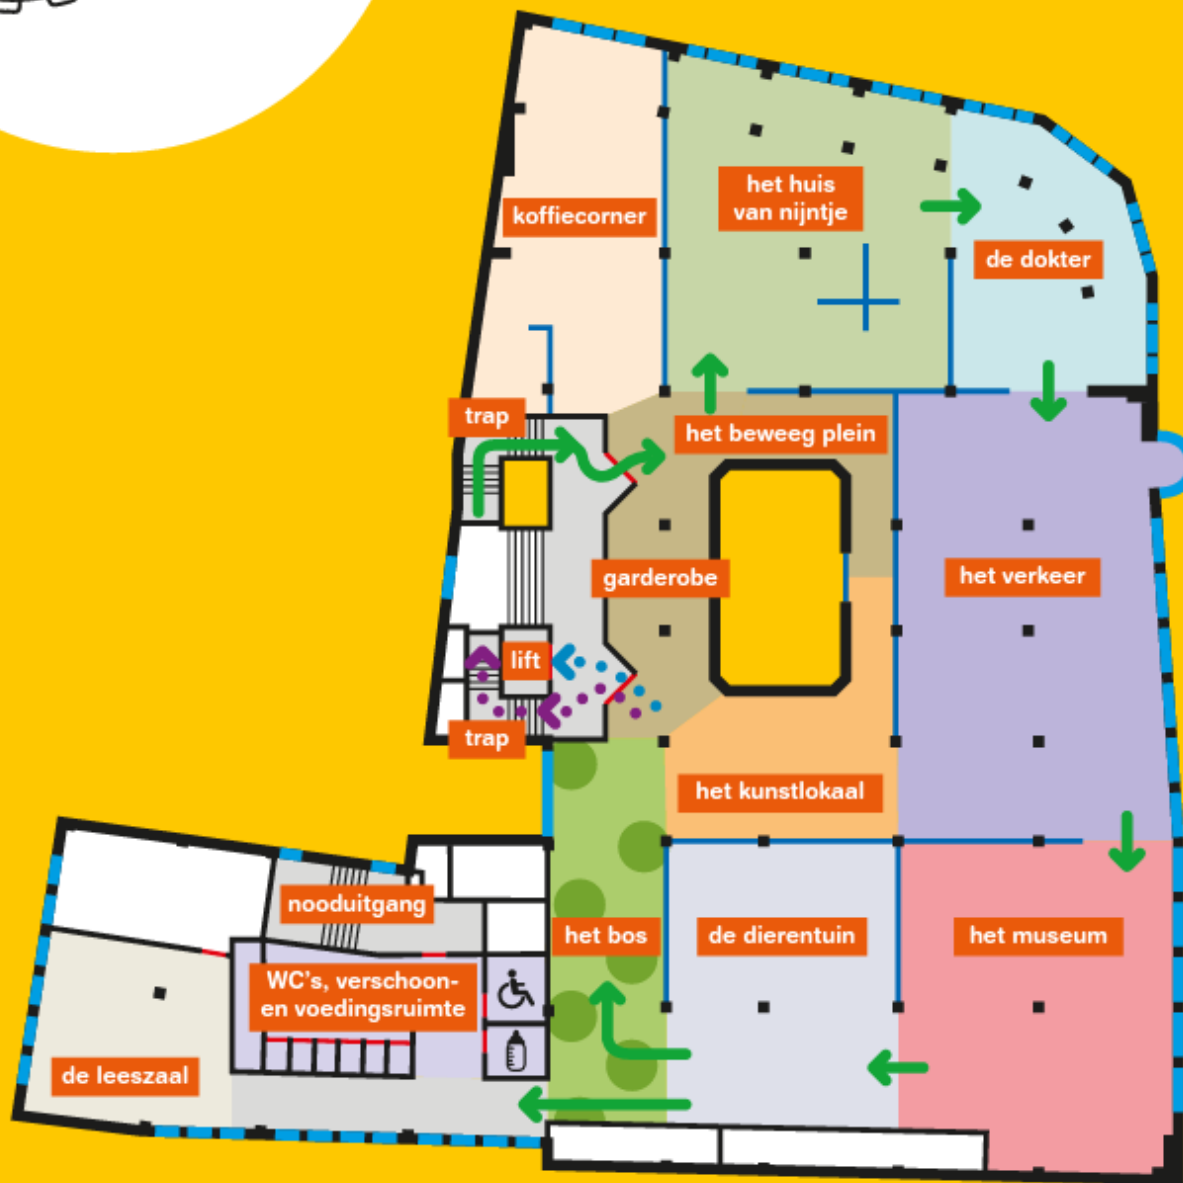 koffiecorner
het huis
van nijntje
de dokter
trap
het beweeg plein
garderobe
het verkeer
lift
trap
het kunstlokaal
nooduitgang
het bos
de dierentuin
het museum
WC's, verschoon-
en voedingsruimte
de leeszaal